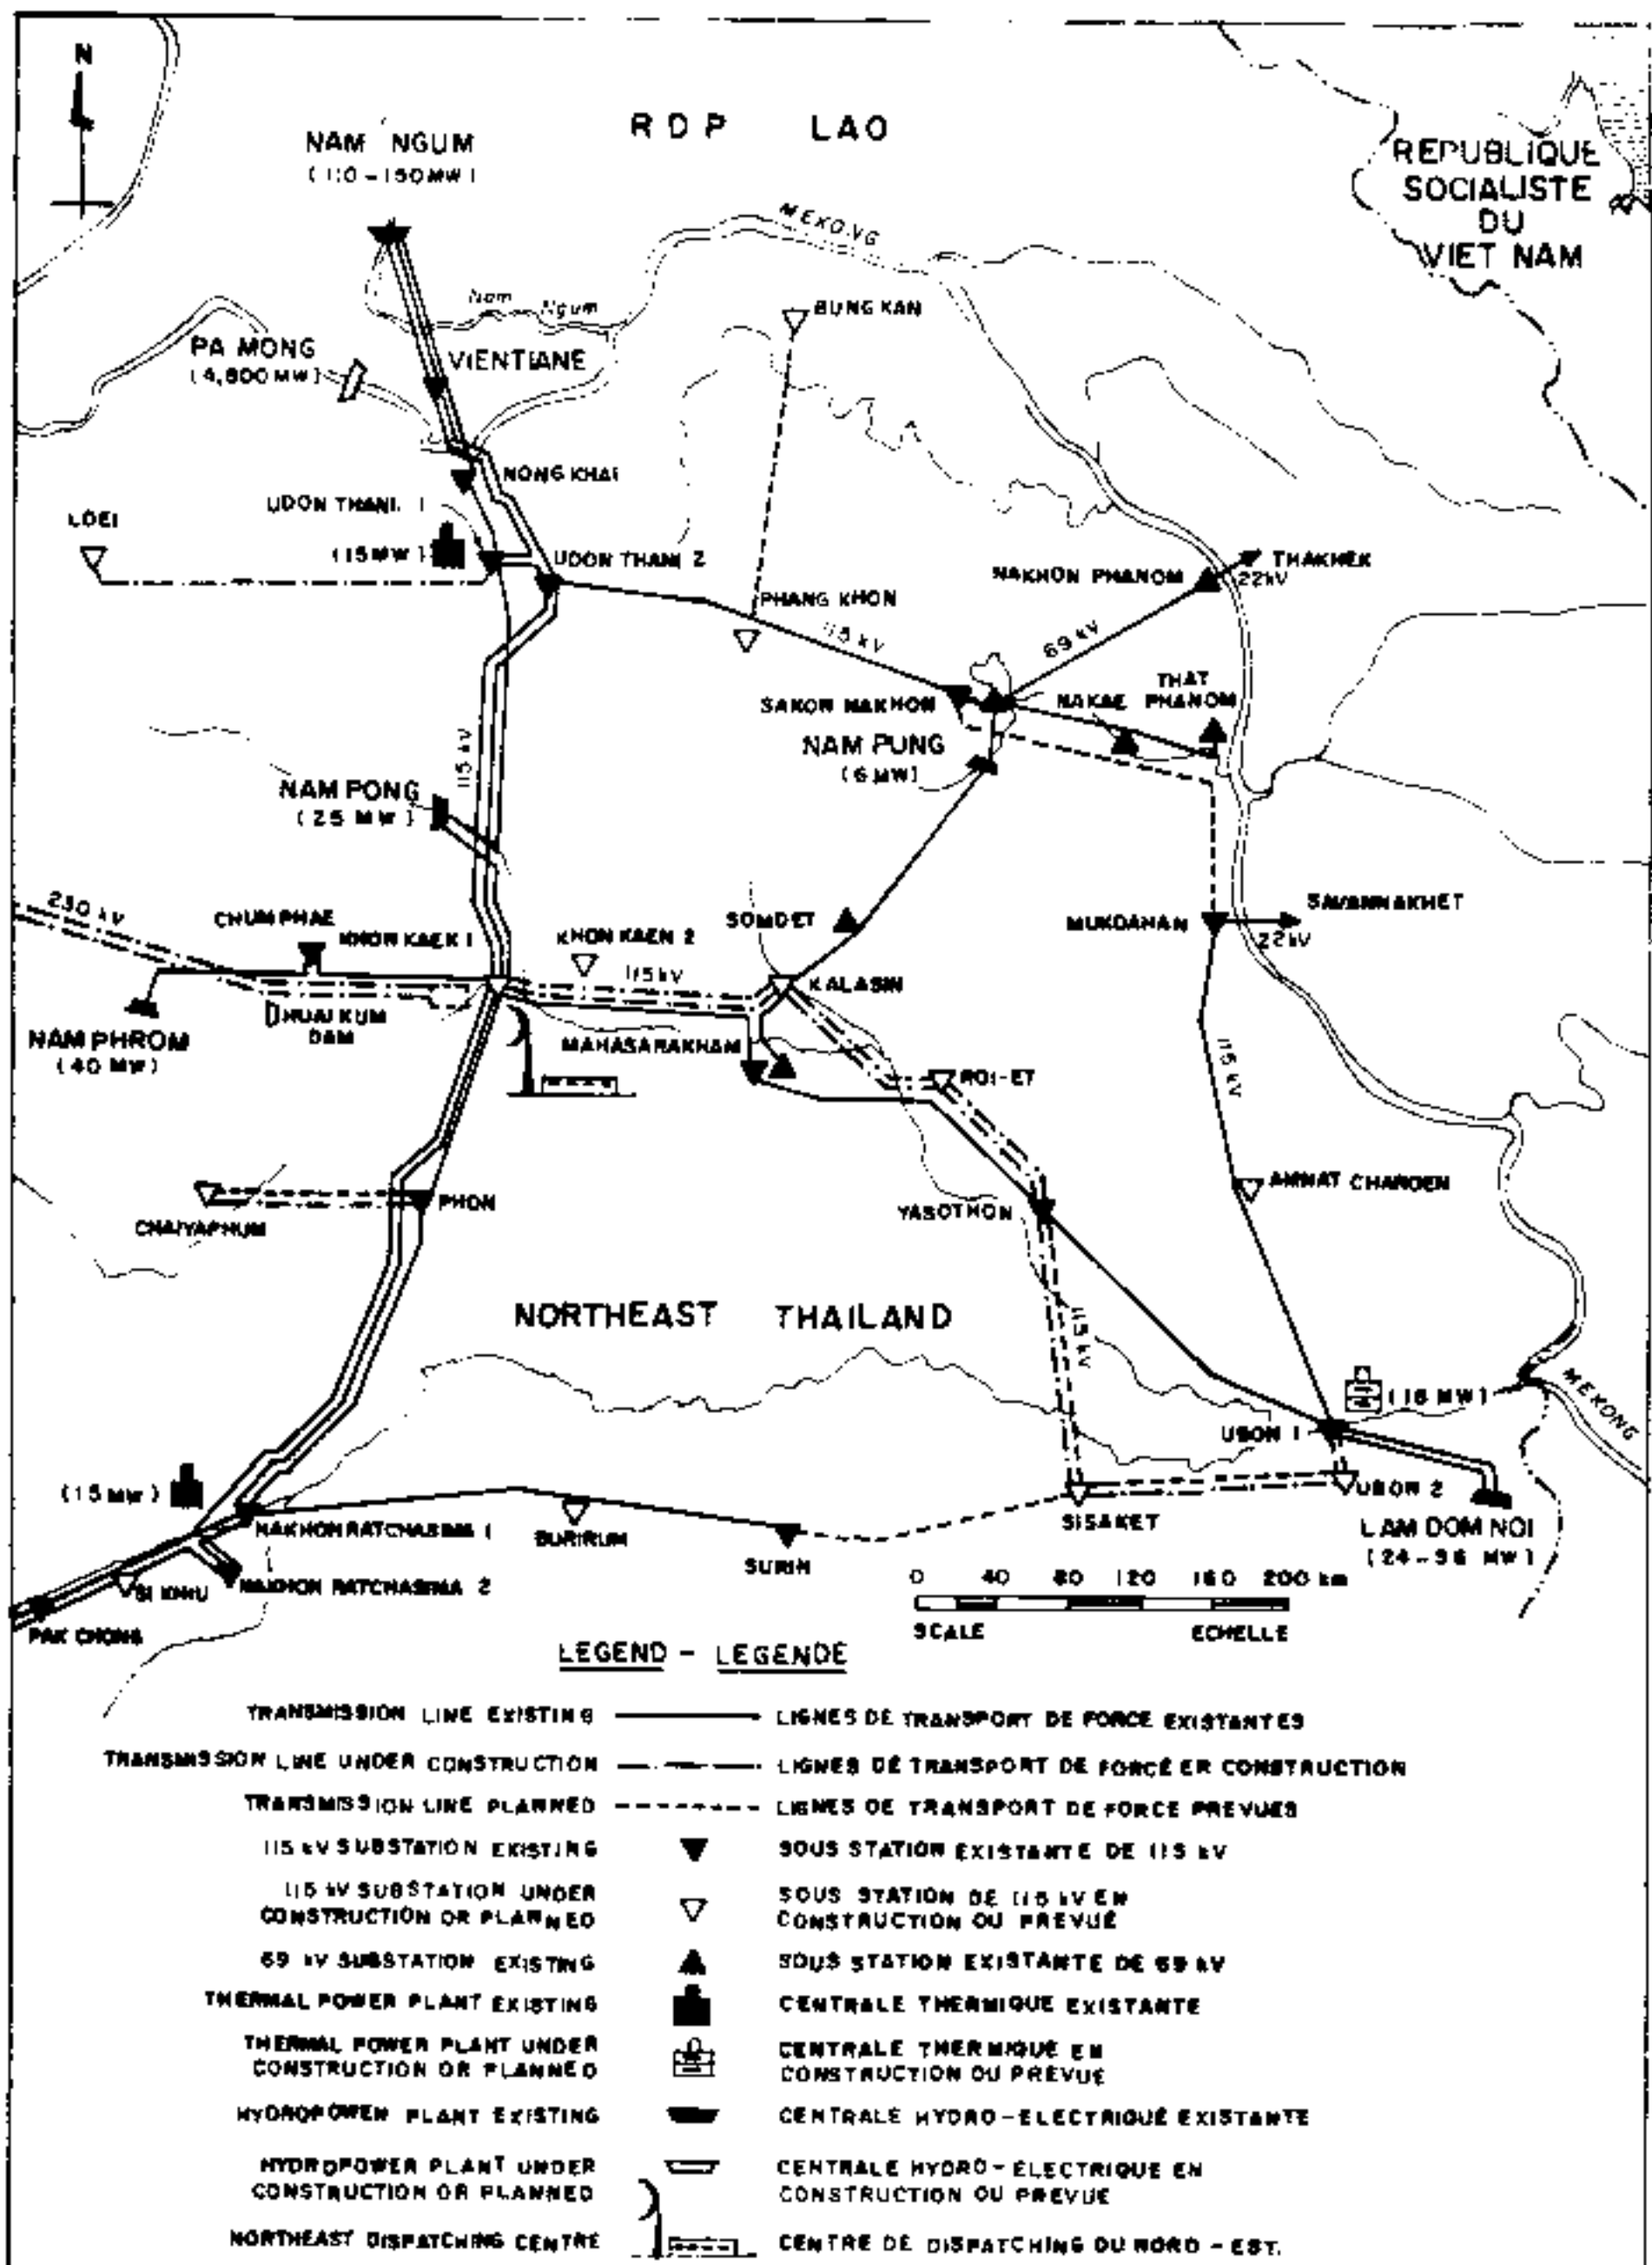 N
RDP LAO
NAM NGUM
(110-150MW)
REPUBLIQUE
SOCIALISTE
DU
VIET NAM
MEKONG
Nam Ngum
BUNG KAN
PA MONG
(4,800 MW)
VIENTIANE
NONG KHAI
UDON THANI 1
LOEI
(15MW)
UDON THANI 2
THAKHEK
NAKHON PHANOM
22kV
PHANG KHON
115 kV
69 kV
THAT
PHANOM
NAKAE
SAKON NAKHON
NAM PUNG
(6 MW)
115 kV
NAM PONG
(25 MW)
230 kV
CHUM PHAE
KHON KAEN 1
KHON KAEN 2
115 kV
SOMDET
MUKDAHAN
SAVANNAKHET
22 kV
KALASIN
HUAI KUM
DAM
NAM PHROM
(40 MW)
MAHASARAKHAM
ROI-ET
115 kV
AMNAT CHAROEN
CHAIYAPHUM
PHON
YASOTHON
NORTHEAST THAILAND
115 kV
(16 MW)
MEKONG
UBON 1
UBON 2
(15 MW)
NAKHON RATCHASIMA 1
BURIRUM
SURIN
SISAKET
LAM DOM NOI
(24-36 MW)
SI KHIU
NAKHON RATCHASIMA 2
PAK CHONG
0 40 80 120 160 200 km
SCALE ECHELLE
LEGEND - LEGENDE
TRANSMISSION LINE EXISTING LIGNES DE TRANSPORT DE FORCE EXISTANTES
TRANSMISSION LINE UNDER CONSTRUCTION LIGNES DE TRANSPORT DE FORCE EN CONSTRUCTION
TRANSMISSION LINE PLANNED LIGNES DE TRANSPORT DE FORCE PREVUES
115 kV SUBSTATION EXISTING SOUS STATION EXISTANTE DE 115 kV
115 kV SUBSTATION UNDER
CONSTRUCTION OR PLANNED
SOUS STATION DE 115 kV EN
CONSTRUCTION OU PREVUE
69 kV SUBSTATION EXISTING SOUS STATION EXISTANTE DE 69 kV
THERMAL POWER PLANT EXISTING CENTRALE THERMIQUE EXISTANTE
THERMAL POWER PLANT UNDER
CONSTRUCTION OR PLANNED
CENTRALE THERMIQUE EN
CONSTRUCTION OU PREVUE
HYDROPOWER PLANT EXISTING CENTRALE HYDRO-ELECTRIQUE EXISTANTE
HYDROPOWER PLANT UNDER
CONSTRUCTION OR PLANNED
CENTRALE HYDRO-ELECTRIQUE EN
CONSTRUCTION OU PREVUE
NORTHEAST DISPATCHING CENTRE CENTRE DE DISPATCHING DU NORD - EST.